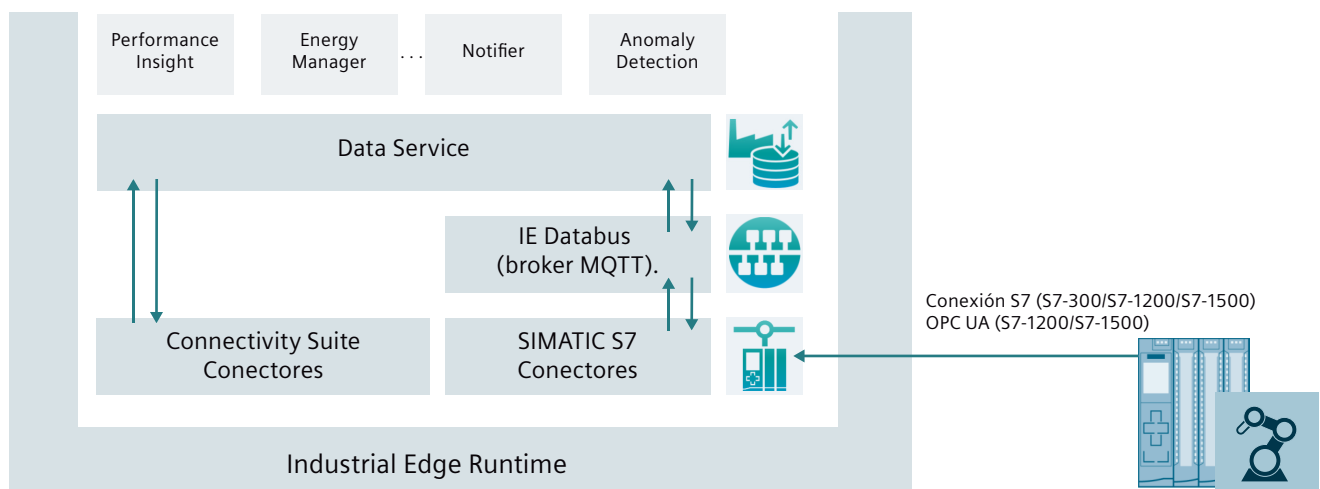 Performance
Insight
Energy
Manager
...
Notifier
Anomaly
Detection
Data Service
IE Databus
(broker MQTT).
Conexión S7 (S7-300/S7-1200/S7-1500)
OPC UA (S7-1200/S7-1500)
Connectivity Suite
Conectores
SIMATIC S7
Conectores
Industrial Edge Runtime